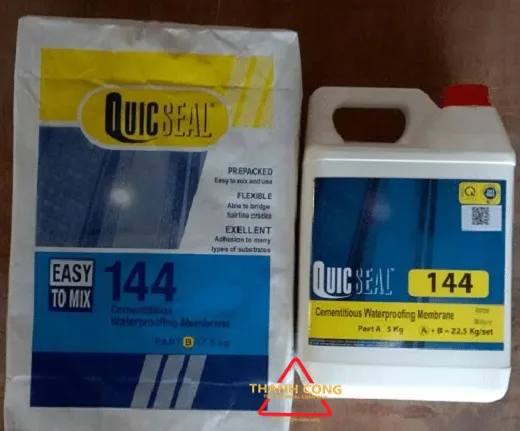 QUICSEAL
PREPACKED
Easy to mix and use
FLEXIBLE
Able to bridge
hairline cracks
EXELLENT
Adhesion to many
types of substrates
EASY
TO MIX
144
Cementitious
Waterproofing Membrane
PART B
QUICSEAL
144
Cementitious Waterproofing Membrane
Part A 5 Kg
A + B = 22.5 Kg/set
THANH CONG